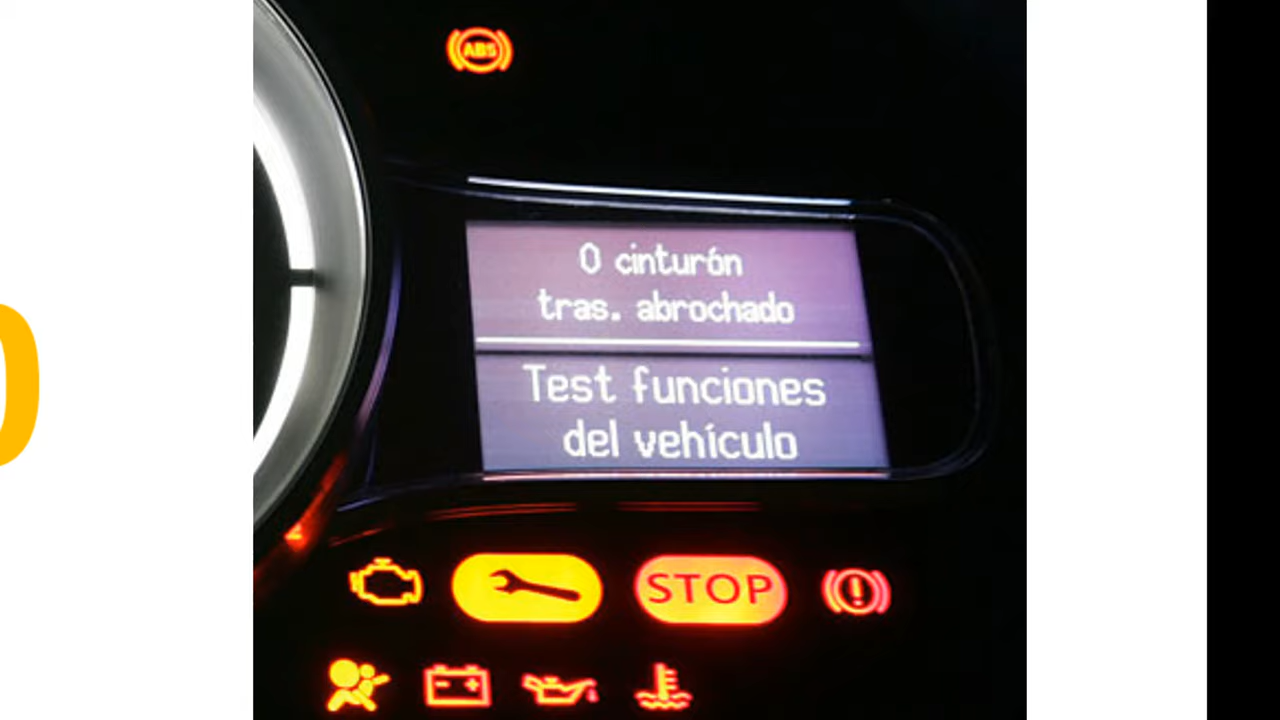 ABS
0 cinturón
tras. abrochado
Test funciones
del vehículo
STOP